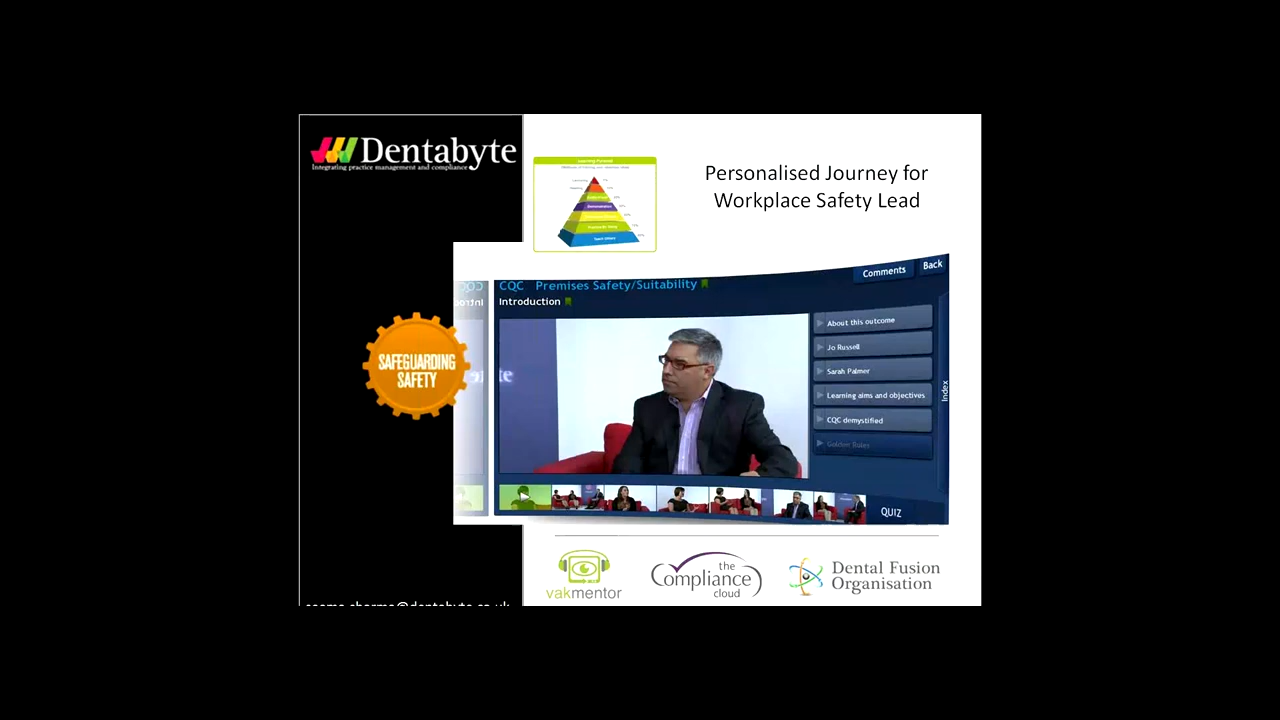 Dentabyte
Integrating practice management and compliance
Learning Pyramid
Personalised Journey for
Workplace Safety Lead
Comments
Back
CQC Premises Safety/Suitability
Introduction
About this outcome
Jo Russell
Sarah Palmer
Learning aims and objectives
CQC demystified
Golden Rules
Index
QUIZ
SAFEGUARDING
SAFETY
vakmentor
the
Compliance
cloud
Dental Fusion
Organisation